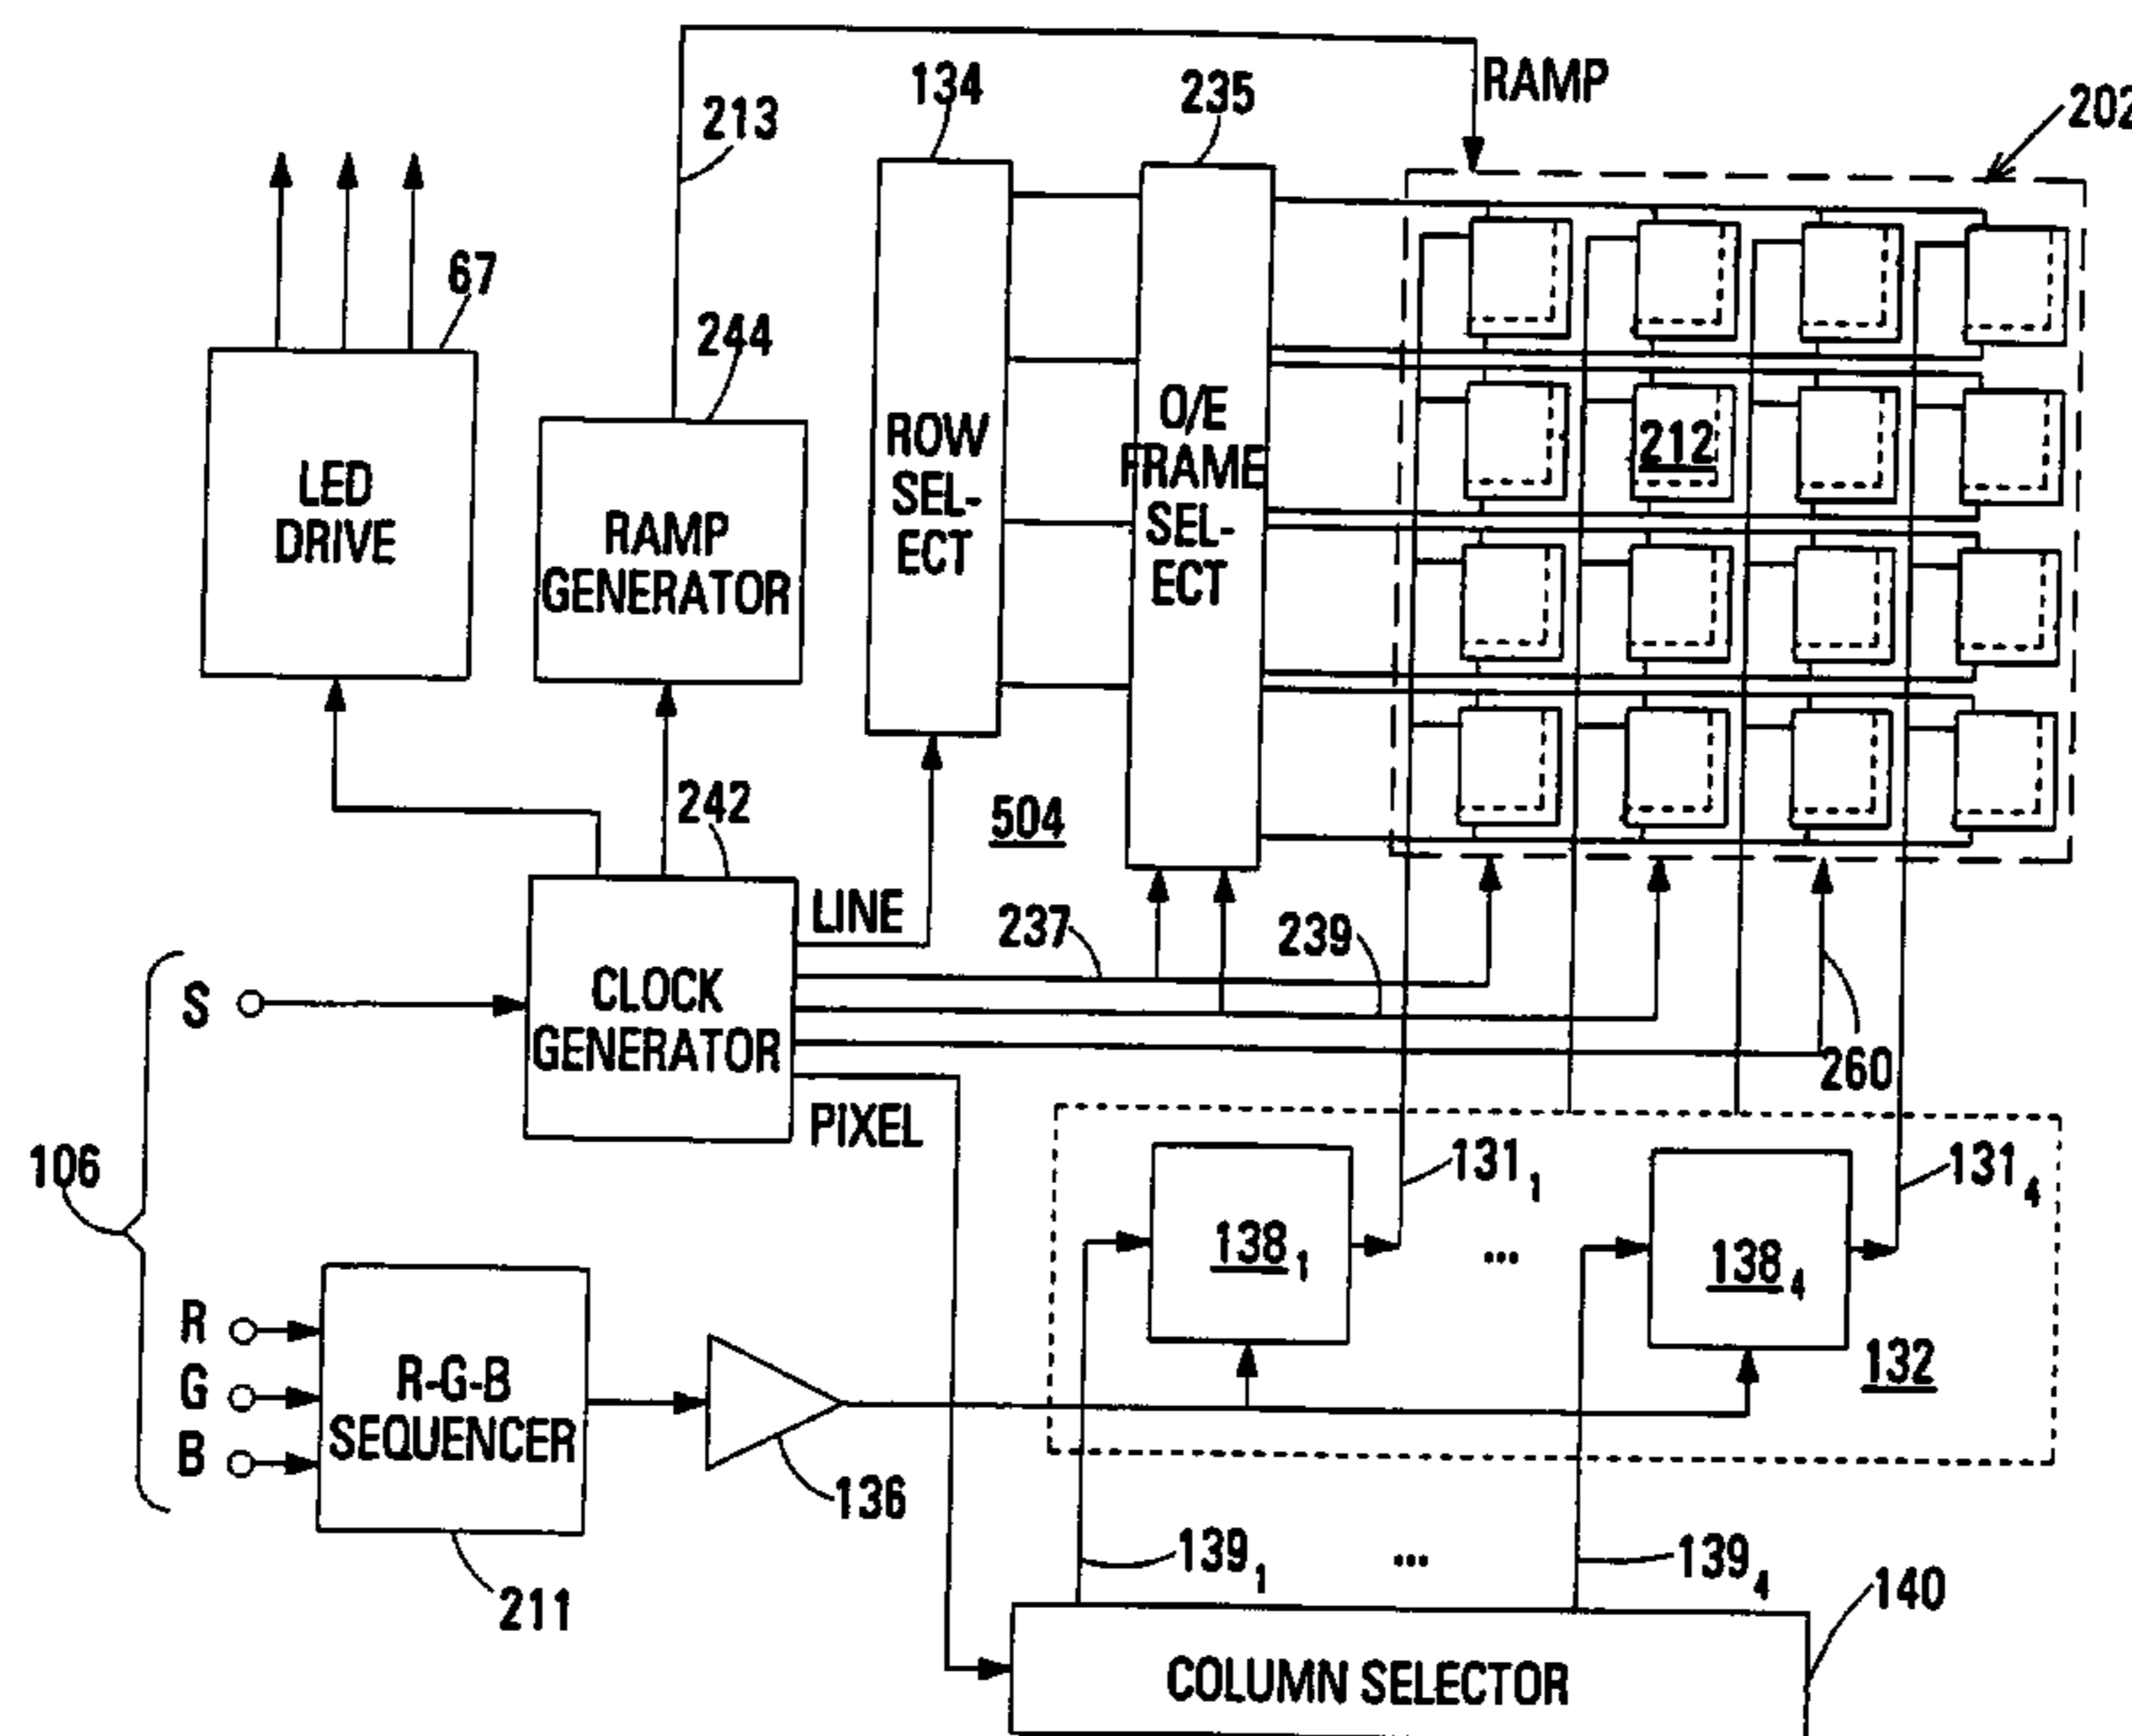 RAMP
134
235
213
202
67
244
ROW
SEL-
ECT
O/E
FRAME
SEL-
ECT
212
LED
DRIVE
RAMP
GENERATOR
242
504
LINE
237
239
S
CLOCK
GENERATOR
260
PIXEL
106
131 1
131 4
138 1
...
138 4
132
R
G
B
R-G-B
SEQUENCER
136
211
139 1
...
139 4
140
COLUMN SELECTOR